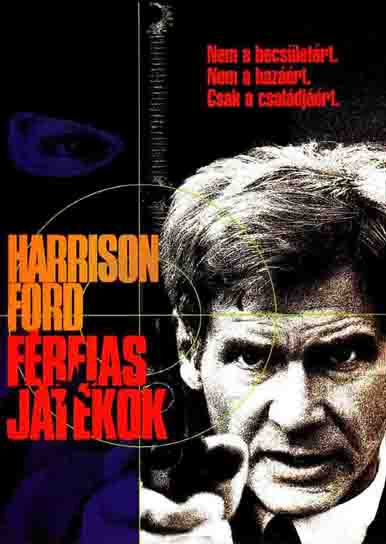 Nem a becsületért.
Nem a hazáért.
Csak a családjáért.
HARRISON
FORD
FÉRFIAS
JÁTÉKOK